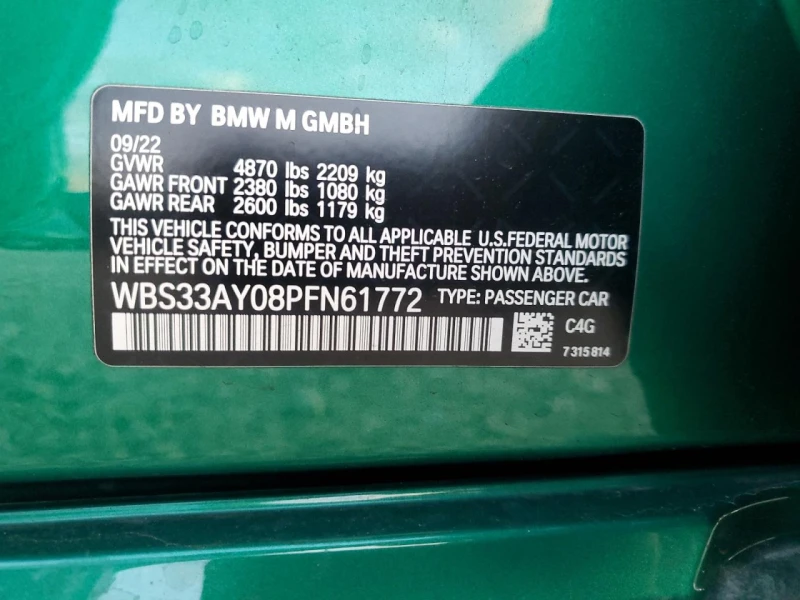 MFD BY BMW M GMBH
09/22
GVWR 4870 lbs 2209 kg
GAWR FRONT 2380 lbs 1080 kg
GAWR REAR 2600 lbs 1179 kg
THIS VEHICLE CONFORMS TO ALL APPLICABLE U.S.FEDERAL MOTOR
VEHICLE SAFETY, BUMPER AND THEFT PREVENTION STANDARDS
IN EFFECT ON THE DATE OF MANUFACTURE SHOWN ABOVE.
WBS33AY08PFN61772 TYPE: PASSENGER CAR
C4G
7 315 814